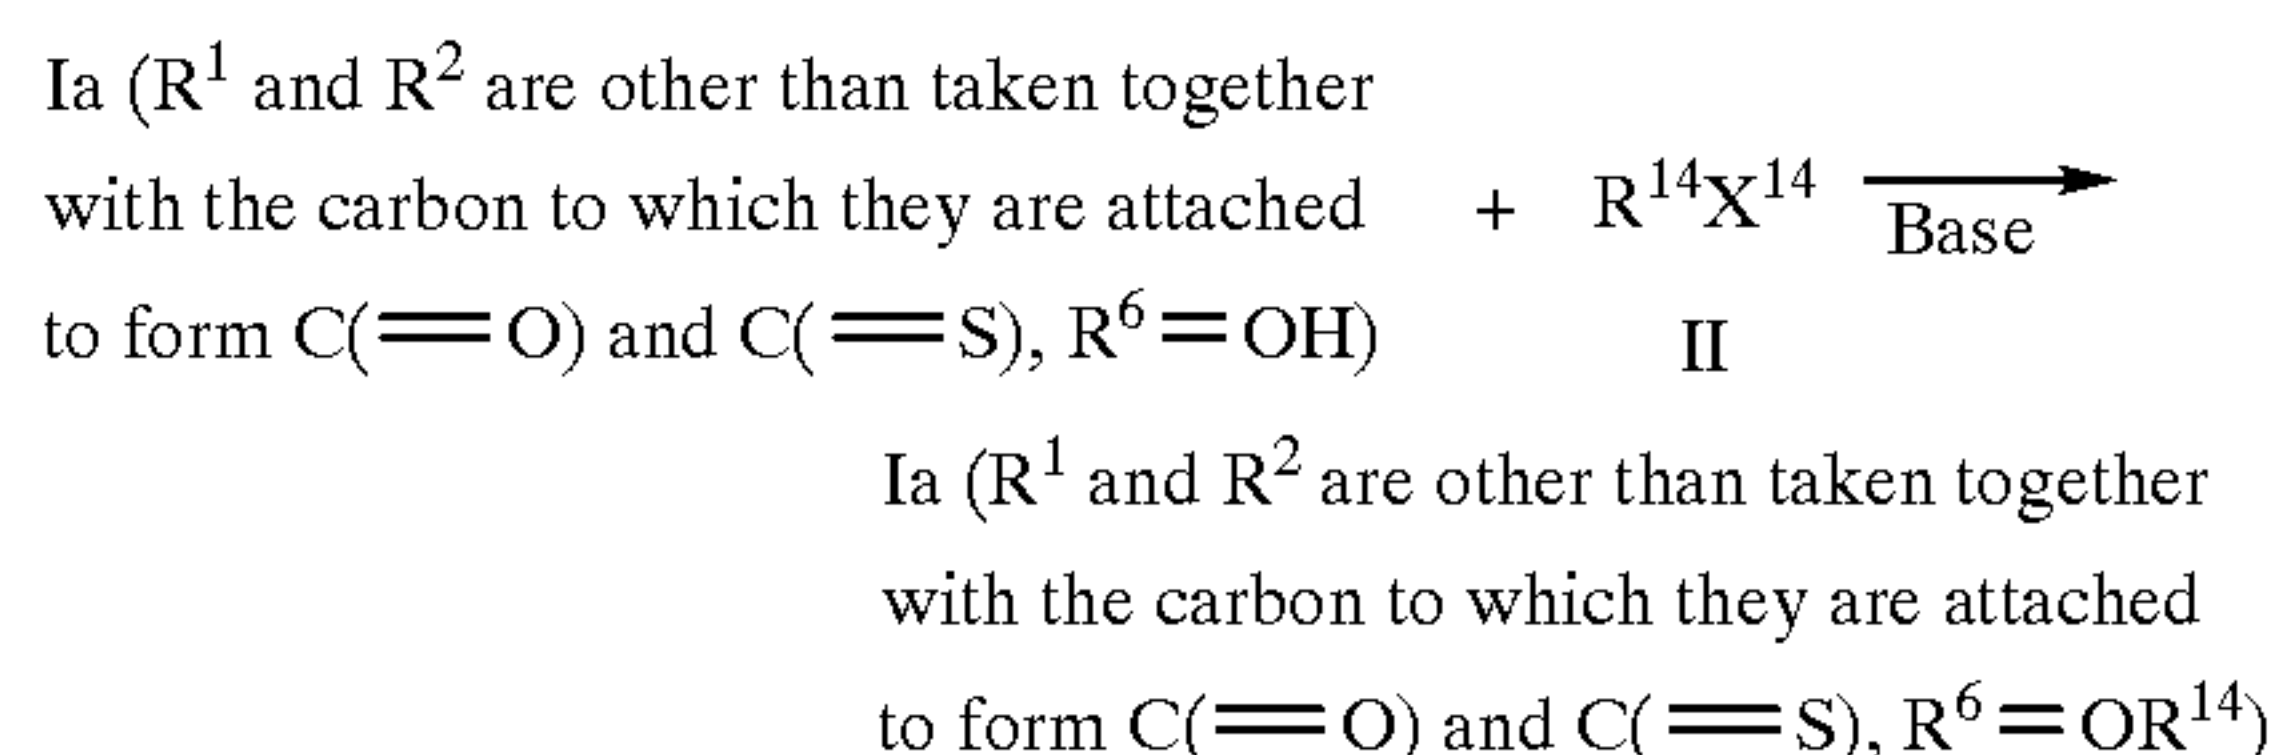 Ia (R¹ and R² are other than taken together
with the carbon to which they are attached + R¹⁴X¹⁴ Base
to form C(=O) and C(=S), R⁶=OH) II
Ia (R¹ and R² are other than taken together
with the carbon to which they are attached
to form C(=O) and C(=S), R⁶=OR¹⁴)